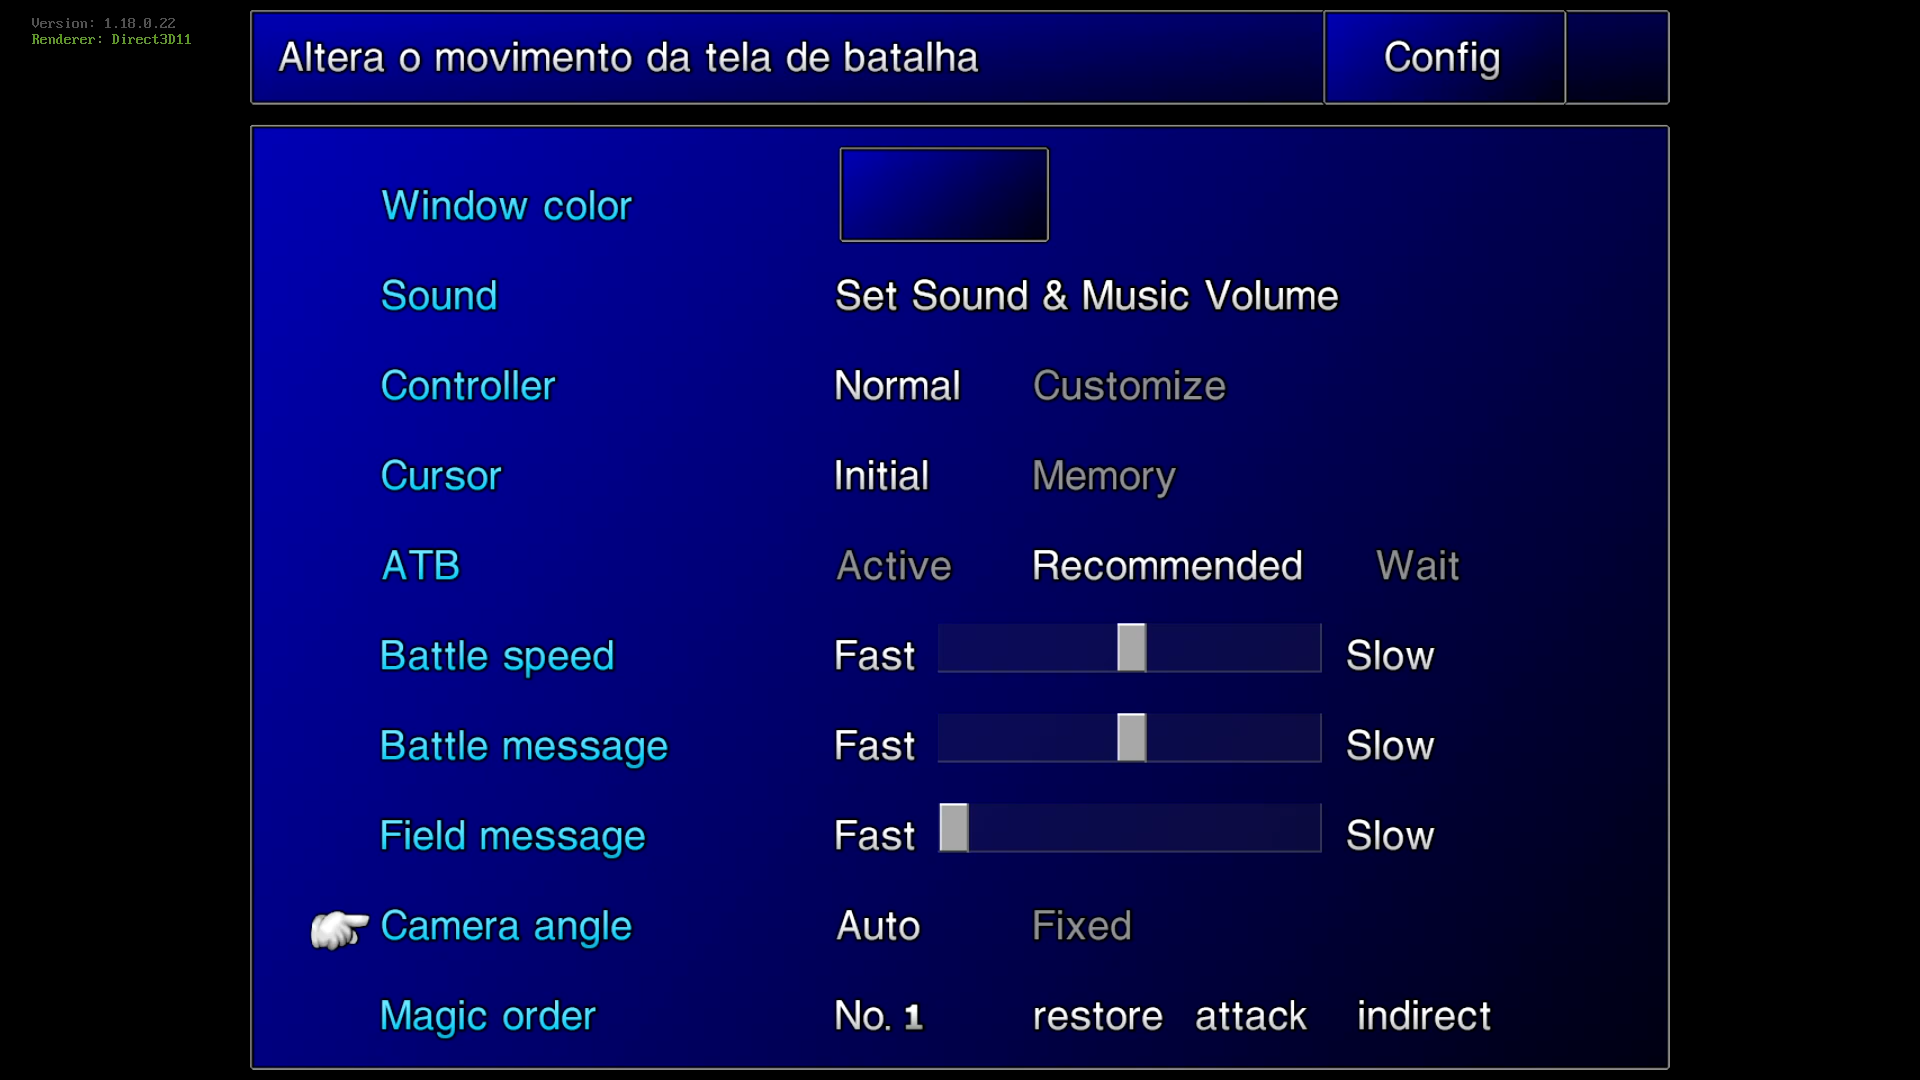 Version: 1.18.0.22
Renderer: Direct3D11
Altera o movimento da tela de batalha
Config
Window color
Sound Set Sound & Music Volume
Controller Normal Customize
Cursor Initial Memory
ATB Active Recommended Wait
Battle speed Fast Slow
Battle message Fast Slow
Field message Fast Slow
Camera angle Auto Fixed
Magic order No. 1 restore attack indirect